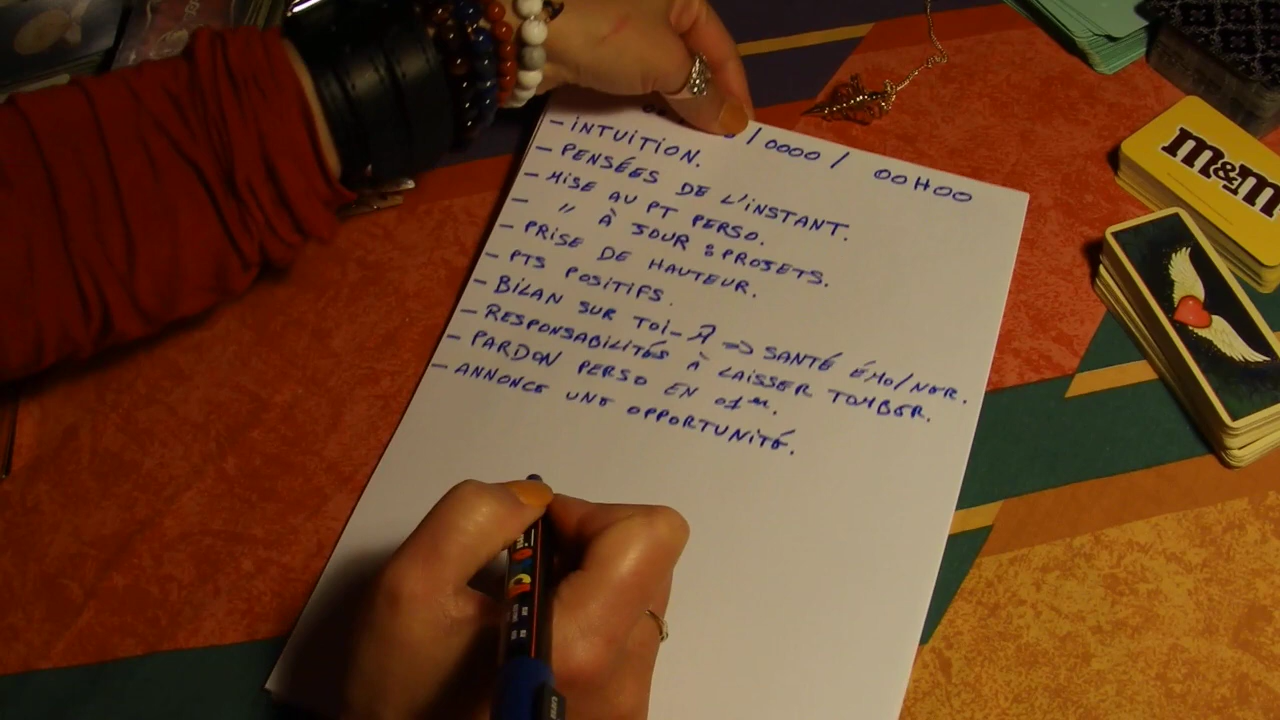 /0000/ 00H00
- INTUITION.
- PENSÉES DE L'INSTANT.
- MISE AU PT PERSO.
- " À JOUR : PROJETS.
- PRISE DE HAUTEUR.
- PTS POSITIFS.
- BILAN SUR TOI-M̂ => SANTÉ ÉMO/NER.
- RESPONSABILITÉS À LAISSER TOMBER.
- PARDON PERSO EN 01er.
- ANNONCE UNE OPPORTUNITÉ.
M&M